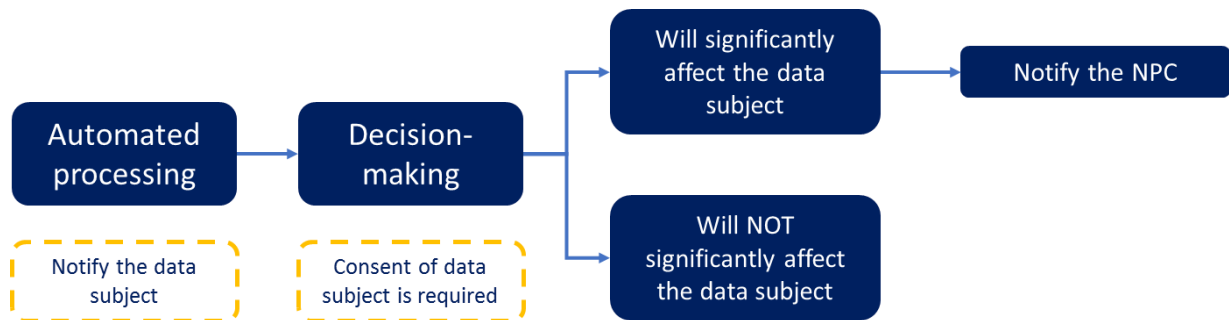 Automated
processing
Decision-
making
Will significantly
affect the data
subject
Notify the NPC
Will NOT
significantly affect
the data subject
Notify the data
subject
Consent of data
subject is required